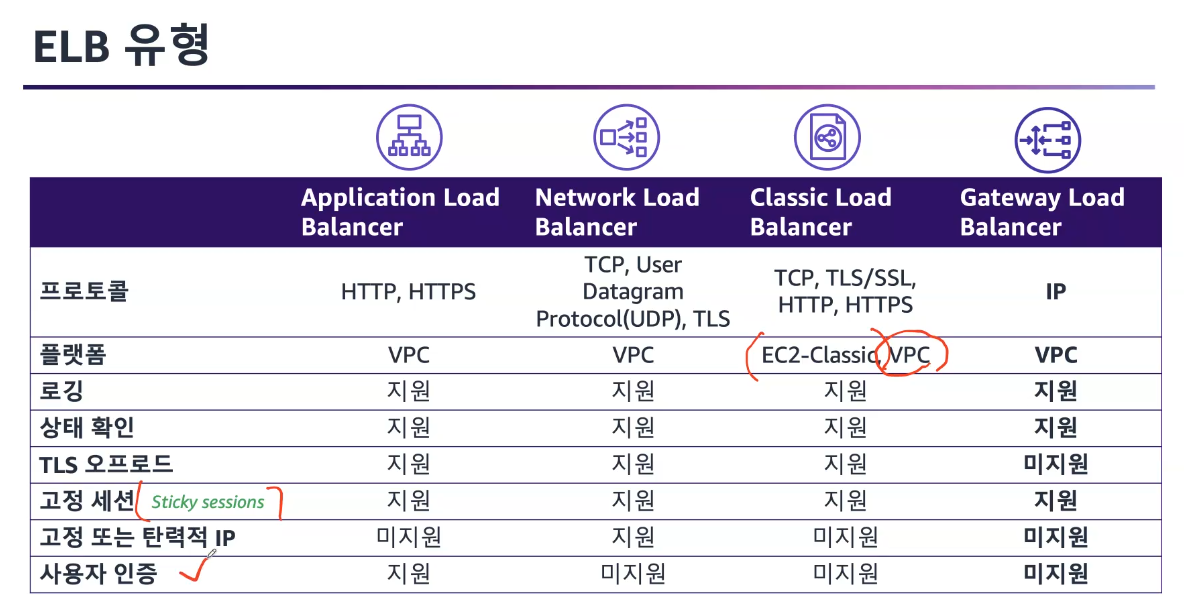 ELB 유형
Application Load Balancer
Network Load Balancer
Classic Load Balancer
Gateway Load Balancer
프로토콜
HTTP, HTTPS
TCP, User
Datagram
Protocol(UDP), TLS
TCP, TLS/SSL,
HTTP, HTTPS
IP
플랫폼 VPC VPC EC2-Classic, VPC VPC
로깅 지원 지원 지원 지원
상태 확인 지원 지원 지원 지원
TLS 오프로드 지원 지원 지원 미지원
고정 세션 Sticky sessions 지원 지원 지원 지원
고정 또는 탄력적 IP 미지원 지원 미지원 미지원
사용자 인증 지원 미지원 미지원 미지원